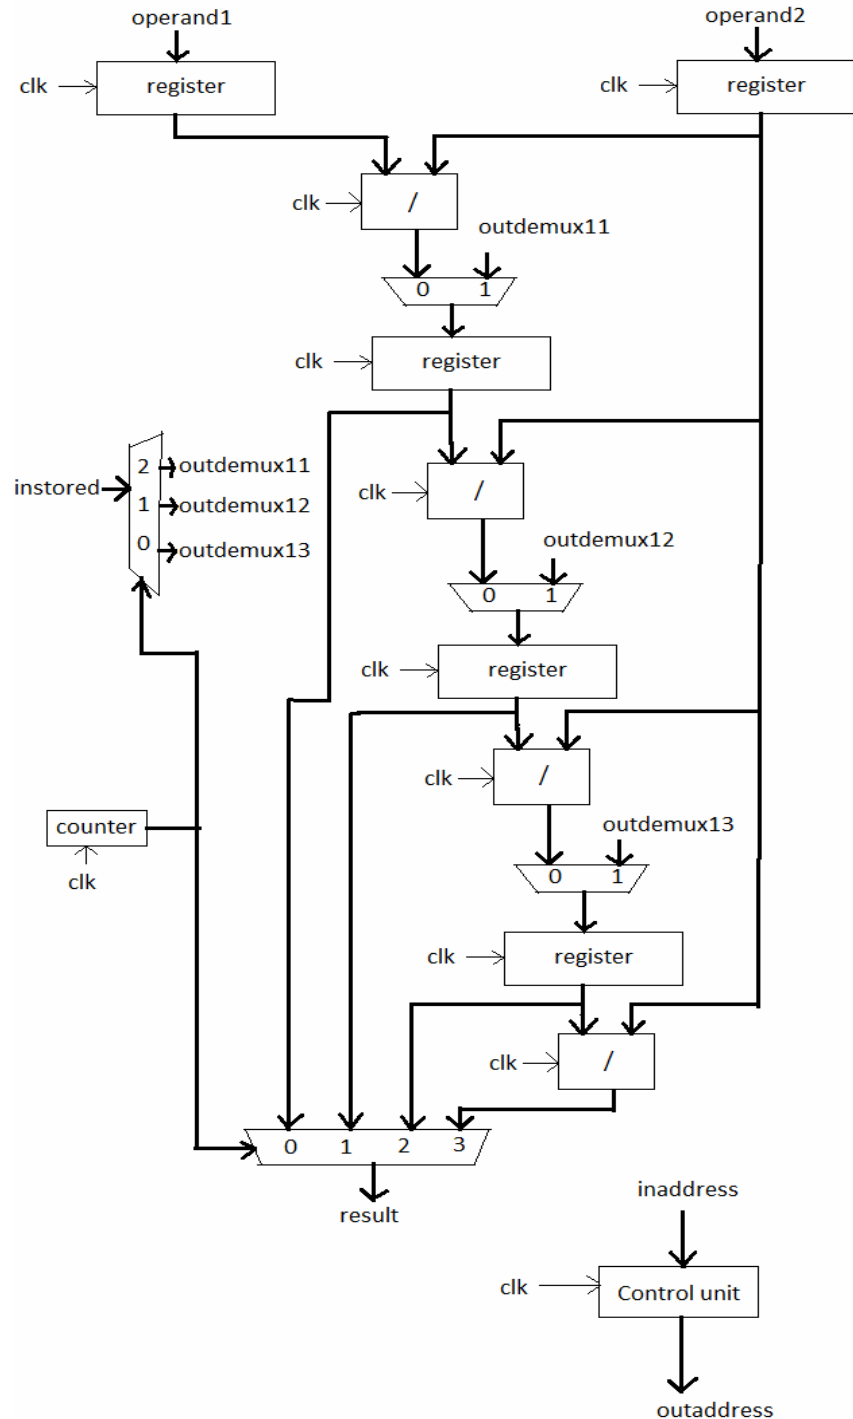 operand1
operand2
clk
register
clk
register
clk
/
outdemux11
0 1
clk
register
instored
2
outdemux11
1
outdemux12
0
outdemux13
clk
/
outdemux12
0 1
clk
register
clk
/
outdemux13
0 1
counter
clk
clk
register
clk
/
0 1 2 3
result
inaddress
clk
Control unit
outaddress